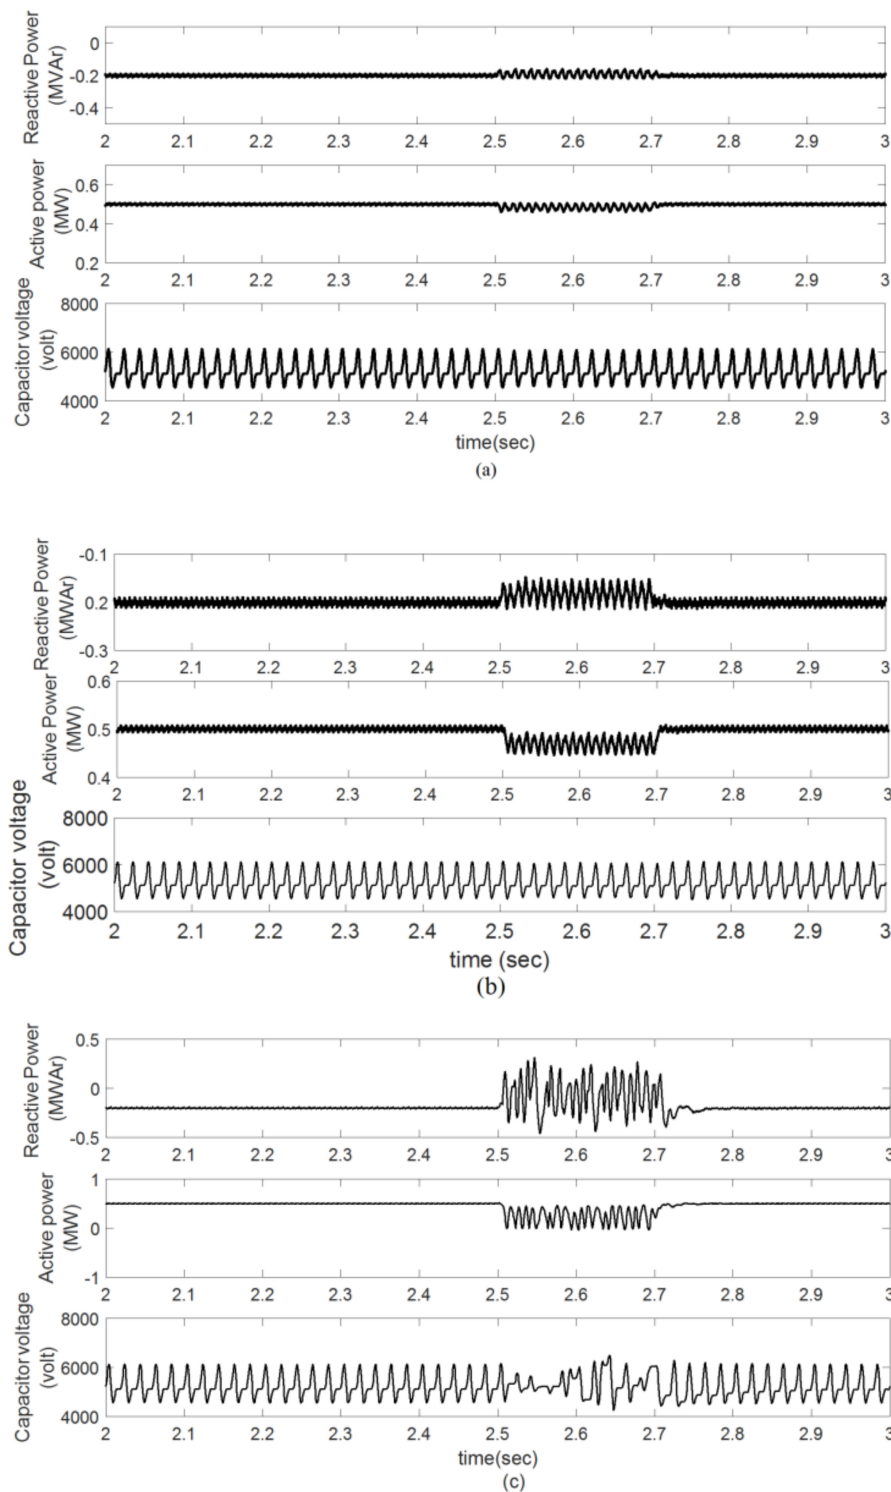 Reactive Power
(MVAr)
0
-0.2
-0.4
2 2.1 2.2 2.3 2.4 2.5 2.6 2.7 2.8 2.9 3
Active power
(MW)
0.6
0.4
0.2
2 2.1 2.2 2.3 2.4 2.5 2.6 2.7 2.8 2.9 3
Capacitor voltage
(volt)
8000
6000
4000
2 2.1 2.2 2.3 2.4 2.5 2.6 2.7 2.8 2.9 3
time(sec)
(a)
Reactive Power
(MWAr)
-0.1
0.2
-0.3
2 2.1 2.2 2.3 2.4 2.5 2.6 2.7 2.8 2.9 3
Active Power
(MW)
0.6
0.5
0.4
2 2.1 2.2 2.3 2.4 2.5 2.6 2.7 2.8 2.9 3
Capacitor voltage
(volt)
8000
6000
4000
2 2.1 2.2 2.3 2.4 2.5 2.6 2.7 2.8 2.9 3
time (sec)
(b)
Reactive Power
(MWAr)
0.5
0
-0.5
2 2.1 2.2 2.3 2.4 2.5 2.6 2.7 2.8 2.9 3
Active power
(MW)
1
0
-1
2 2.1 2.2 2.3 2.4 2.5 2.6 2.7 2.8 2.9 3
Capacitor voltage
(volt)
8000
6000
4000
2 2.1 2.2 2.3 2.4 2.5 2.6 2.7 2.8 2.9 3
time(sec)
(c)